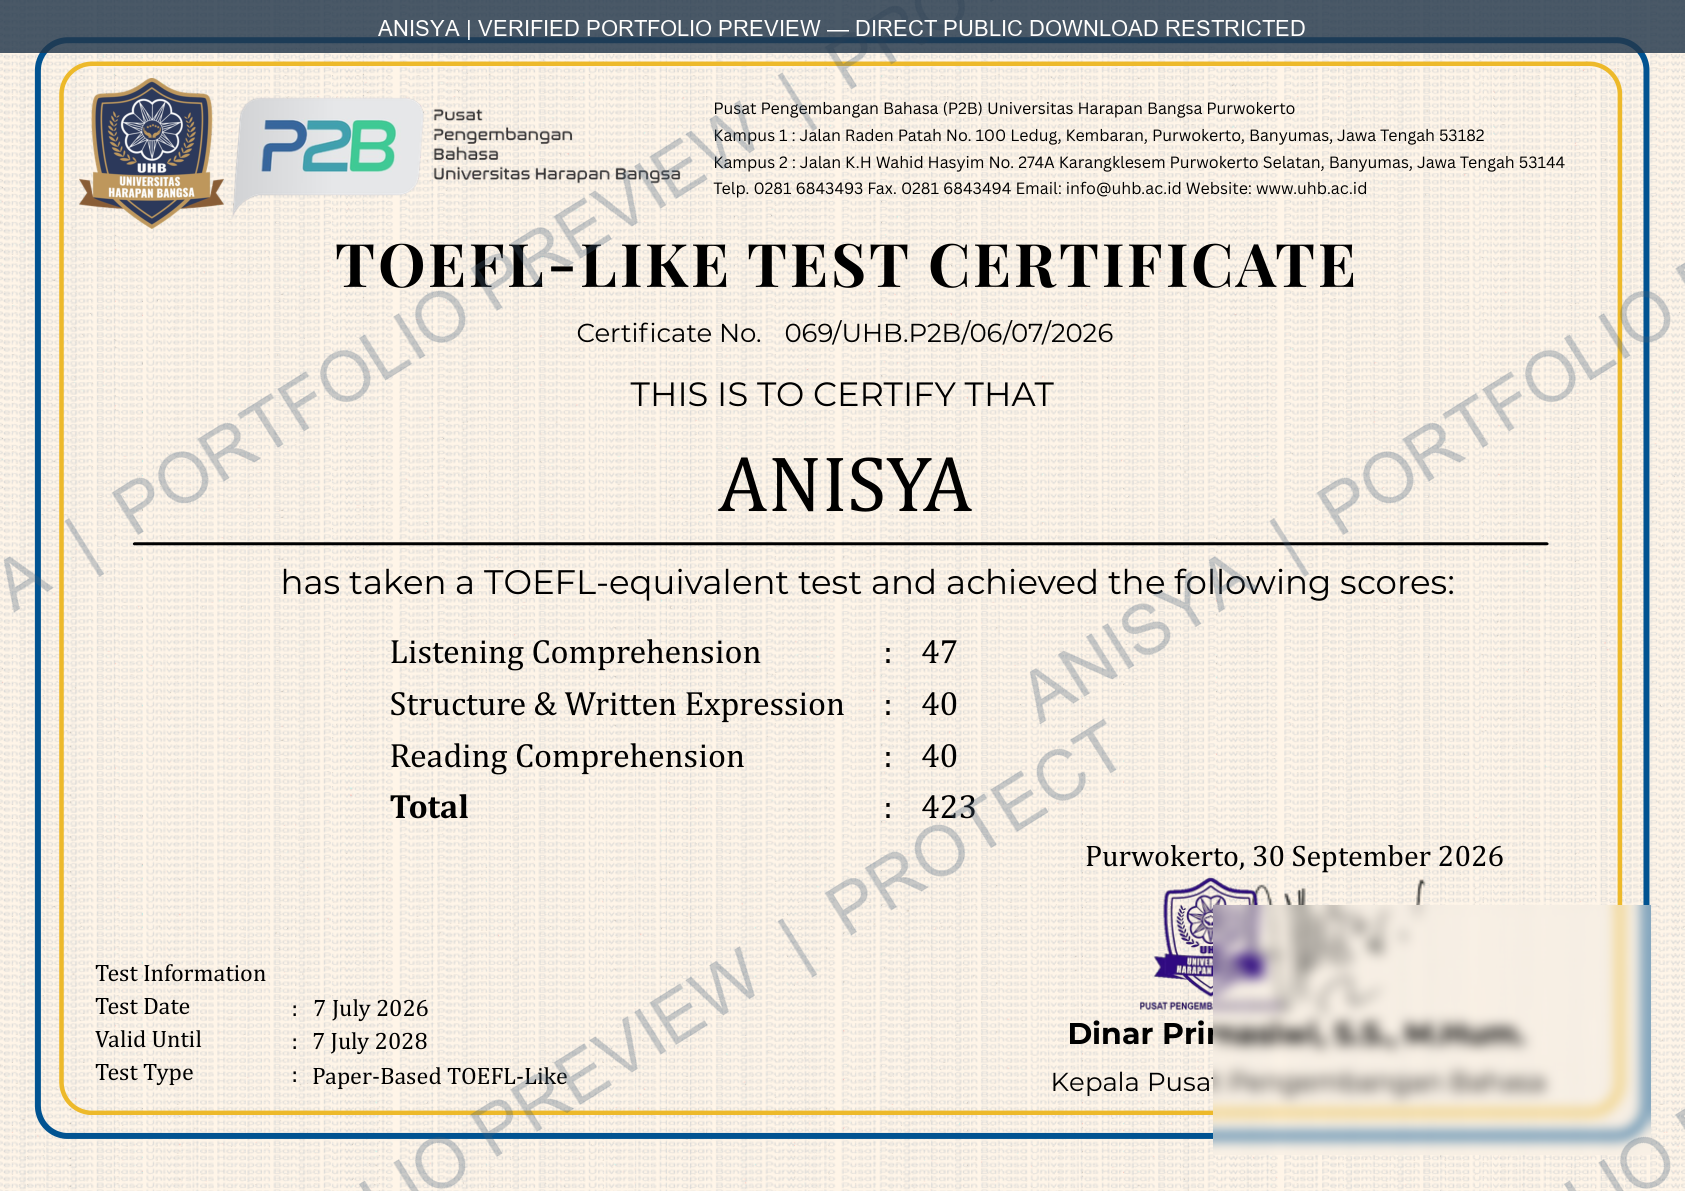 ANISYA | VERIFIED PORTFOLIO PREVIEW — DIRECT PUBLIC DOWNLOAD RESTRICTED
UHB
UNIVERSITAS
HARAPAN BANGSA
P2B
Pusat
Pengembangan
Bahasa
Universitas Harapan Bangsa
Pusat Pengembangan Bahasa (P2B) Universitas Harapan Bangsa Purwokerto
Kampus 1 : Jalan Raden Patah No. 100 Ledug, Kembaran, Purwokerto, Banyumas, Jawa Tengah 53182
Kampus 2 : Jalan K.H Wahid Hasyim No. 274A Karangklesem Purwokerto Selatan, Banyumas, Jawa Tengah 53144
Telp. 0281 6843493 Fax. 0281 6843494 Email: info@uhb.ac.id Website: www.uhb.ac.id
TOEFL-LIKE TEST CERTIFICATE
Certificate No. 069/UHB.P2B/06/07/2026
THIS IS TO CERTIFY THAT
ANISYA
has taken a TOEFL-equivalent test and achieved the following scores:
Listening Comprehension : 47
Structure & Written Expression : 40
Reading Comprehension : 40
Total : 423
Purwokerto, 30 September 2026
PUSAT
Dinar Primasiwi, S.S., M.Hum.
Kepala Pusat Pengembangan Bahasa
Test Information
Test Date : 7 July 2026
Valid Until : 7 July 2028
Test Type : Paper-Based TOEFL-Like
PORTFOLIO PREVIEW |
ANISYA | PORTFOLIO
PREVIEW | PROTECT